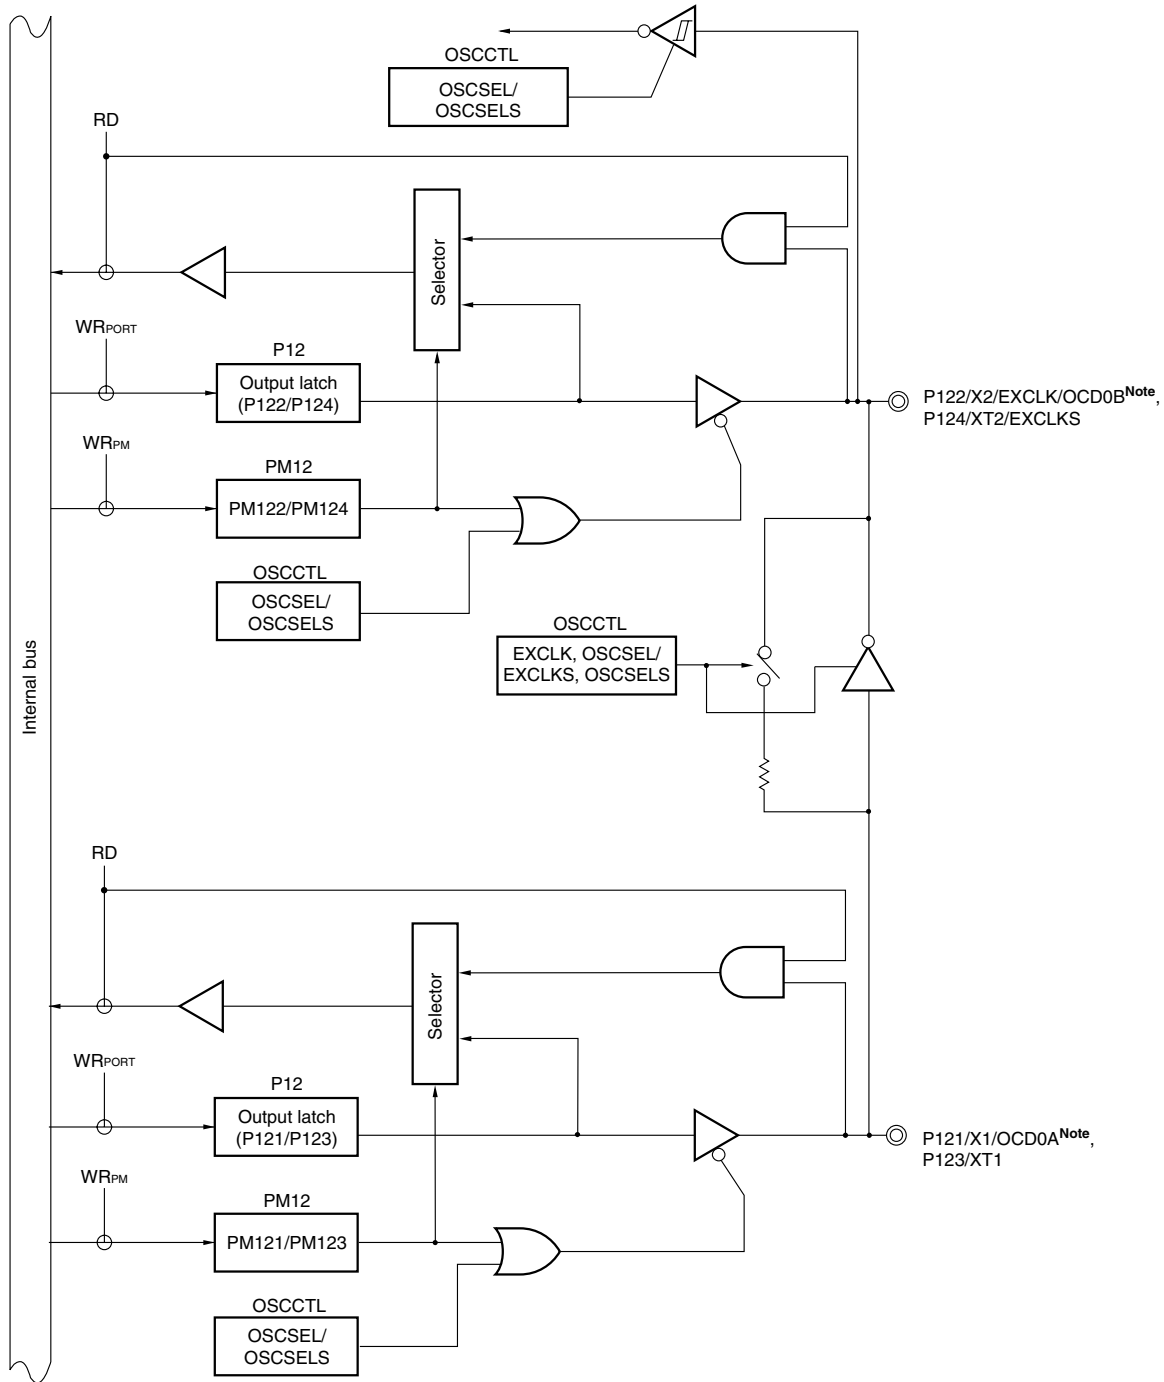 OSCCTL
OSCSEL/
OSCSELS
RD
Selector
WRPORT
P12
Output latch
(P122/P124)
P122/X2/EXCLK/OCD0BNote,
P124/XT2/EXCLKS
WRPM
PM12
PM122/PM124
OSCCTL
OSCSEL/
OSCSELS
OSCCTL
EXCLK, OSCSEL/
EXCLKS, OSCSELS
Internal bus
RD
Selector
WRPORT
P12
Output latch
(P121/P123)
P121/X1/OCD0ANote,
P123/XT1
WRPM
PM12
PM121/PM123
OSCCTL
OSCSEL/
OSCSELS